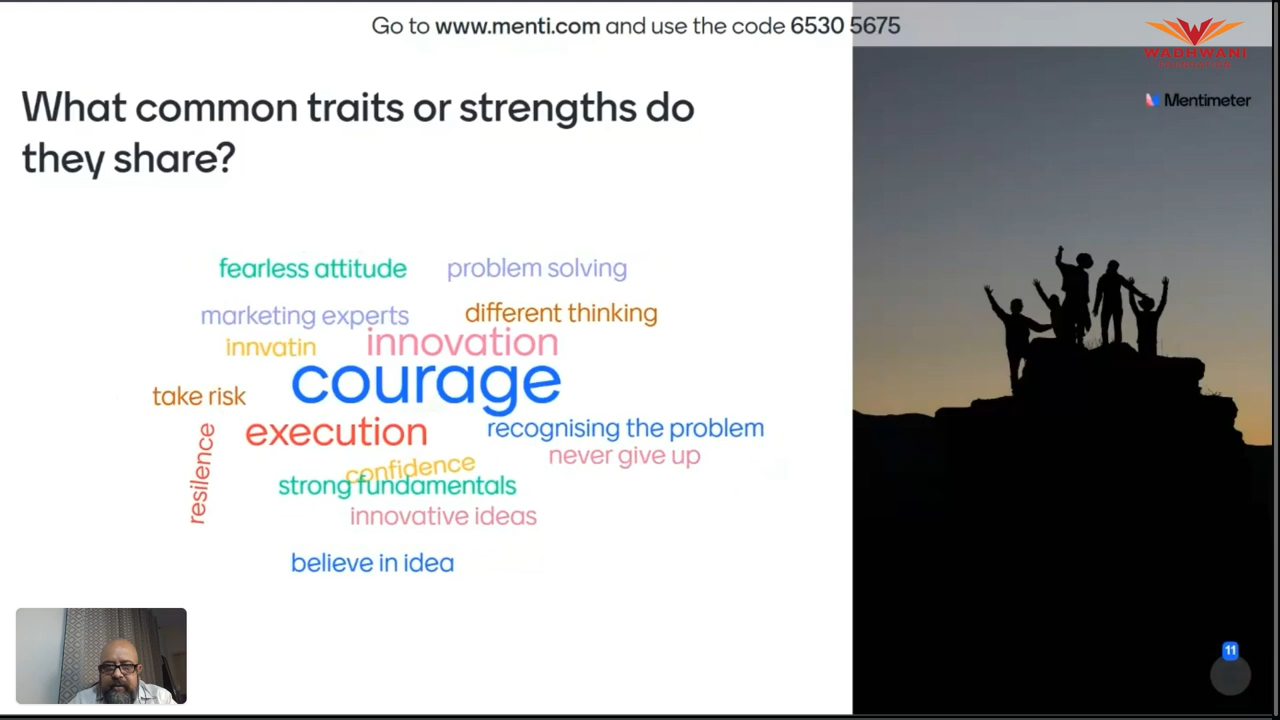 Go to www.menti.com and use the code 6530 5675
WADHWANI
FOUNDATION
Mentimeter
What common traits or strengths do
they share?
fearless attitude
problem solving
marketing experts
different thinking
innvatin
innovation
courage
take risk
execution
recognising the problem
never give up
resilence
confidence
strong fundamentals
innovative ideas
believe in idea
11